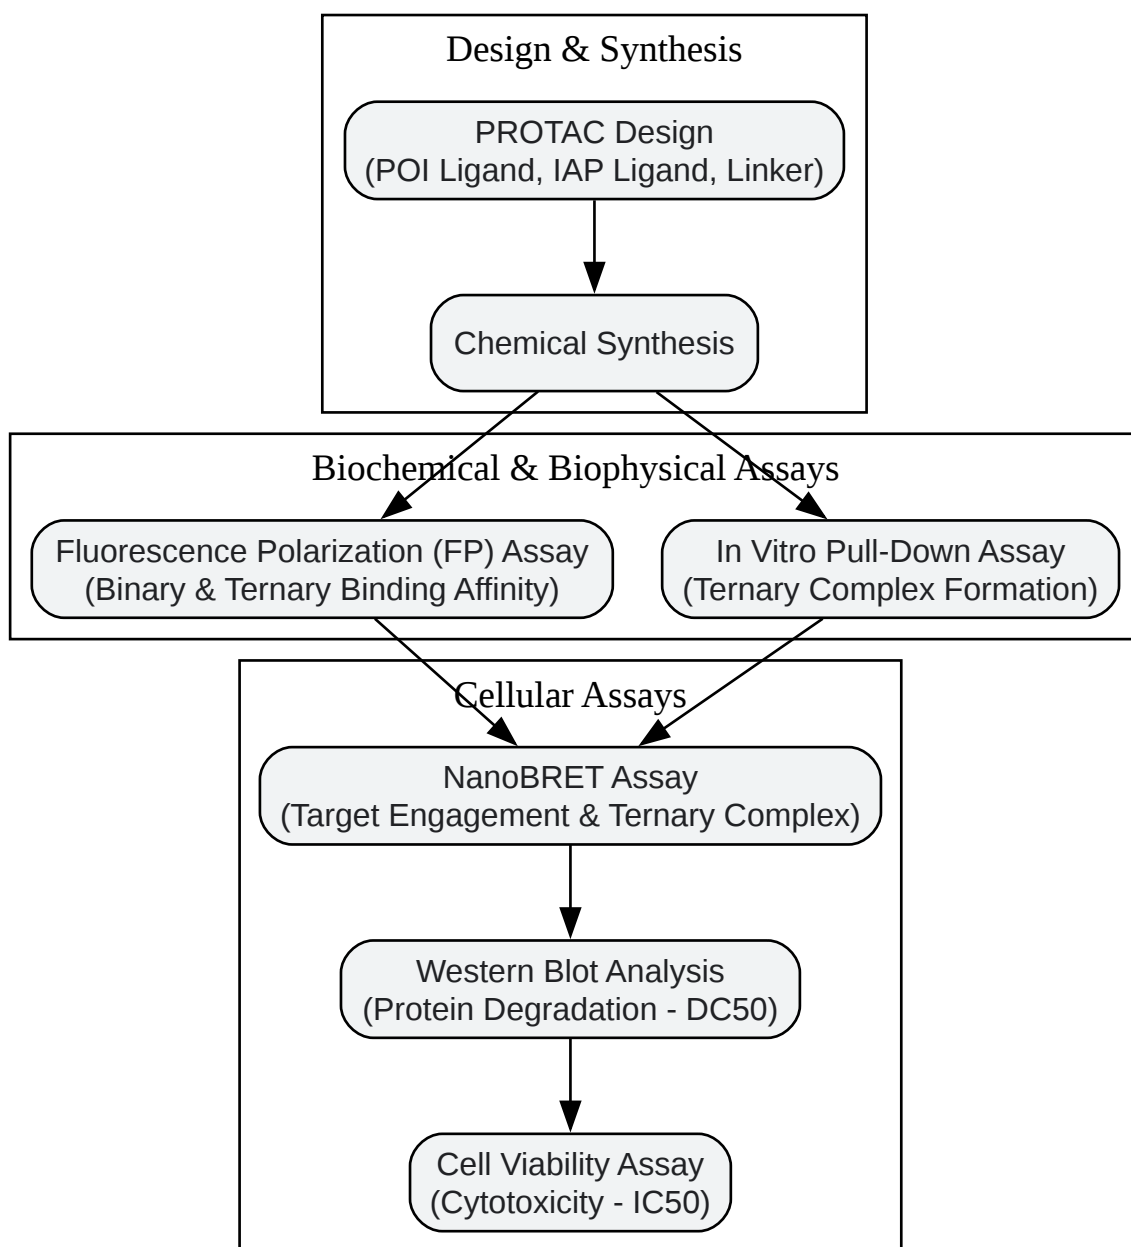 Design & Synthesis
PROTAC Design
(POI Ligand, IAP Ligand, Linker)
Chemical Synthesis
Biochemical & Biophysical Assays
Fluorescence Polarization (FP) Assay
(Binary & Ternary Binding Affinity)
In Vitro Pull-Down Assay
(Ternary Complex Formation)
Cellular Assays
NanoBRET Assay
(Target Engagement & Ternary Complex)
Western Blot Analysis
(Protein Degradation - DC50)
Cell Viability Assay
(Cytotoxicity - IC50)